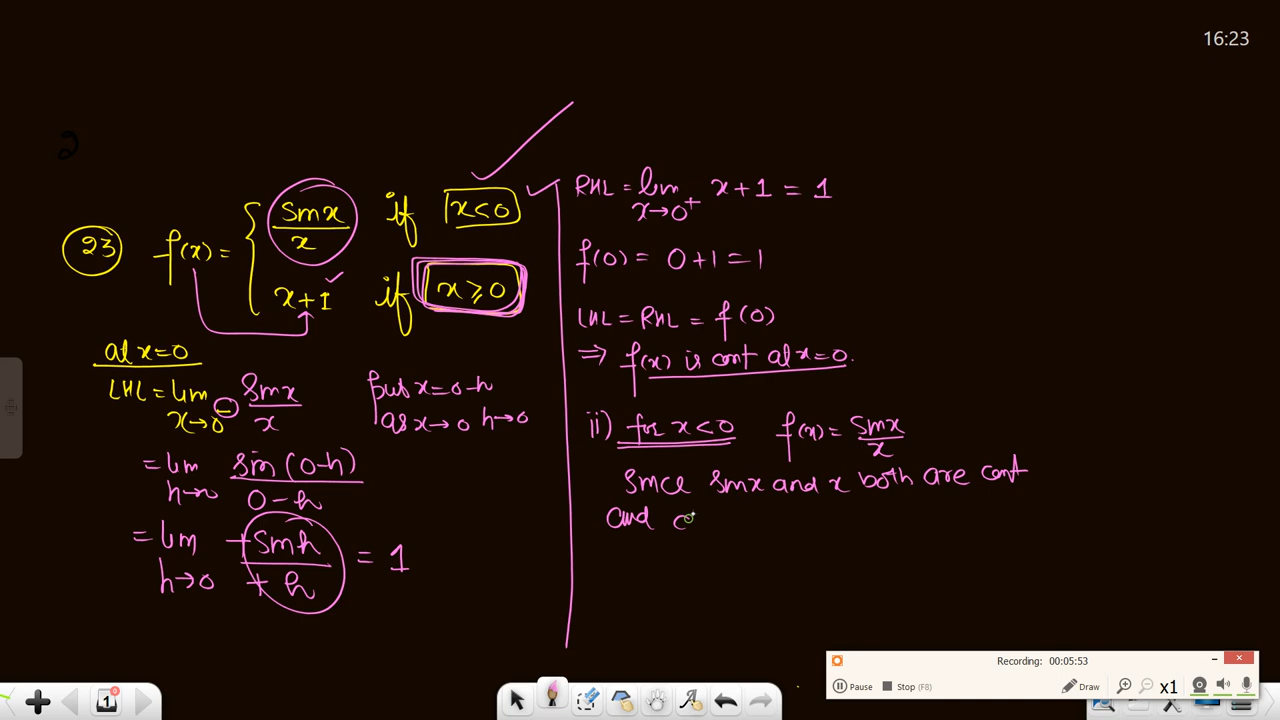 16:23
2
23 f(x) = { sinx/x if x<0
x+1 if x≥0
at x=0
LHL = lim x→0⁻ sinx/x put x=0-h
as x→0 h→0
= lim h→0 sin(0-h)/0-h
= lim h→0 -sinh/-h = 1
RHL = lim x→0+ x+1 = 1
f(0) = 0+1 = 1
LHL = RHL = f(0)
⇒ f(x) is cont at x=0.
ii) for x<0 f(x) = sinx/x
Since sinx and x both are cont
and
Recording: 00:05:53
Pause Stop (F8) Draw x1
1 0